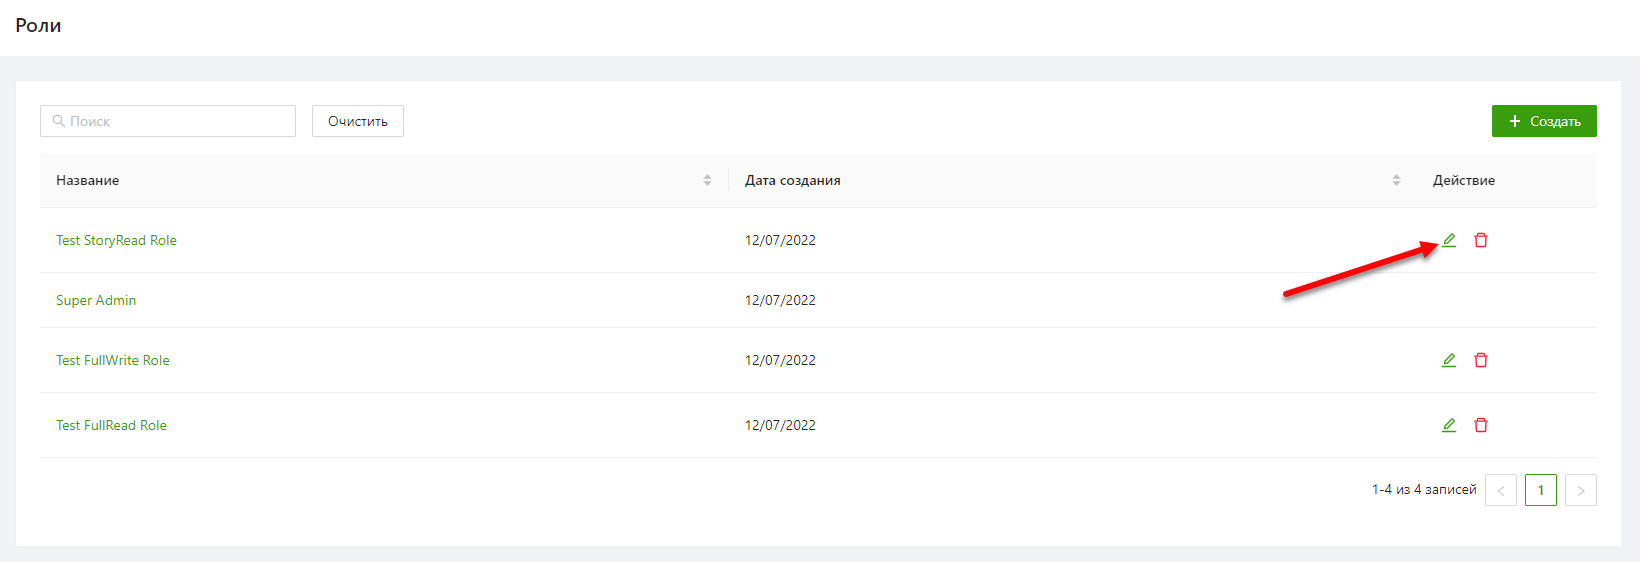 Роли
Поиск
Очистить
Создать
Название Дата создания Действие
Test StoryRead Role 12/07/2022
Super Admin 12/07/2022
Test FullWrite Role 12/07/2022
Test FullRead Role 12/07/2022
1-4 из 4 записей < 1 >